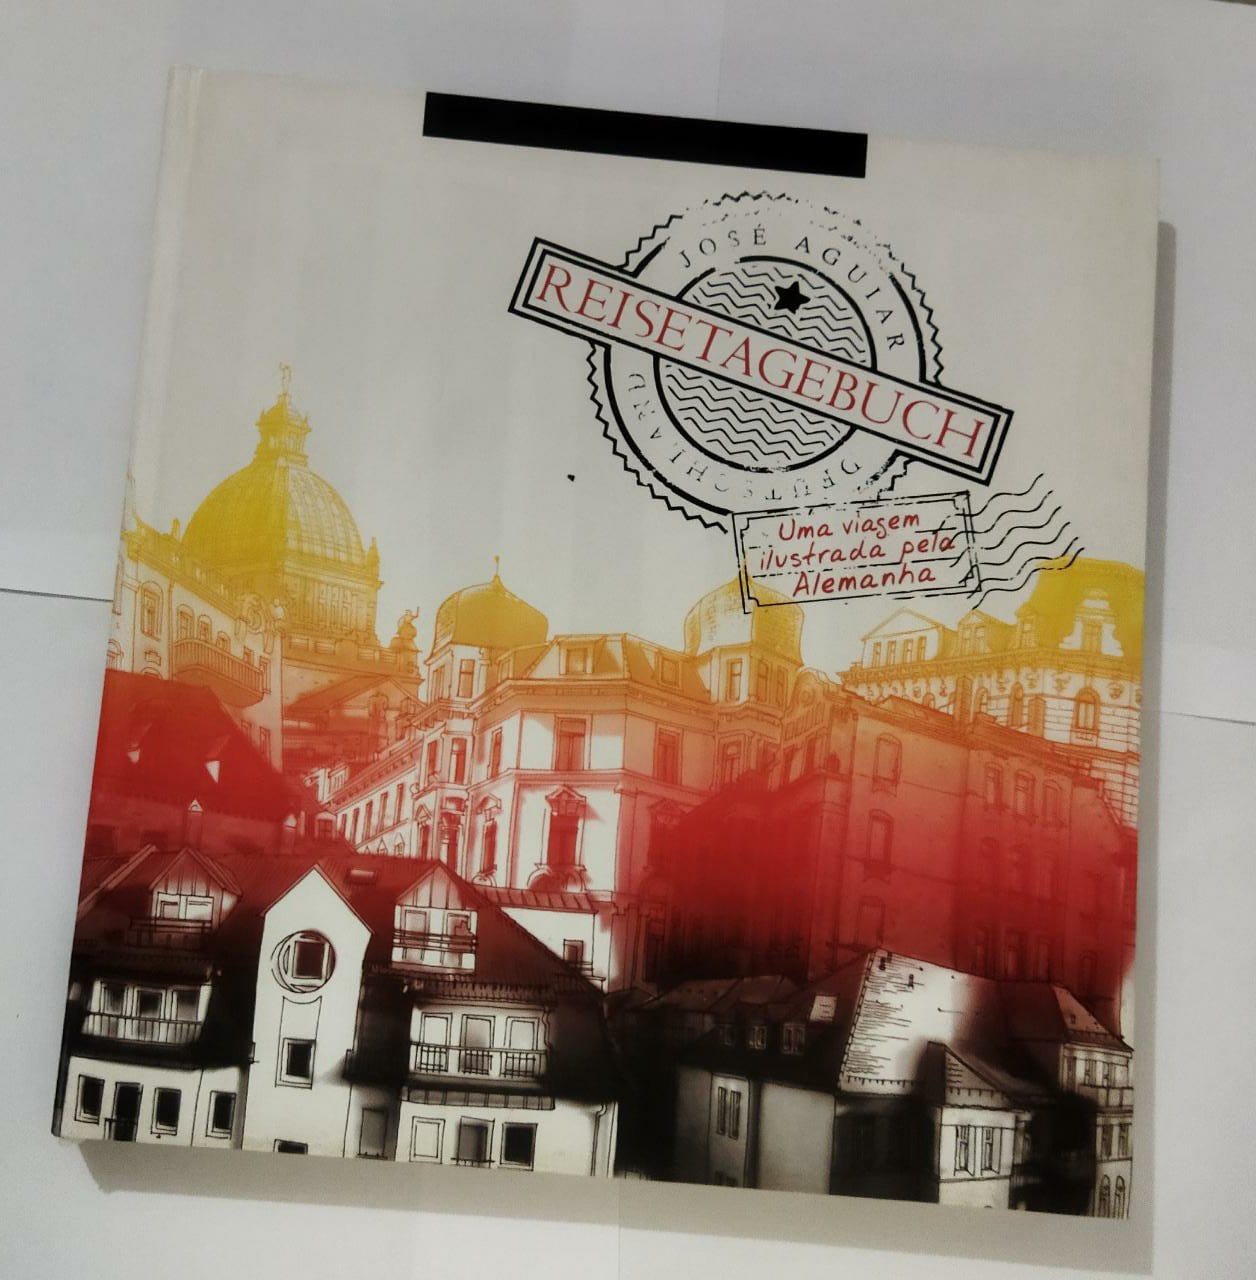 JOSÉ AGUIAR
REISETAGEBUCH
DEUTSCHLAND
Uma viagem
ilustrada pela
Alemanha